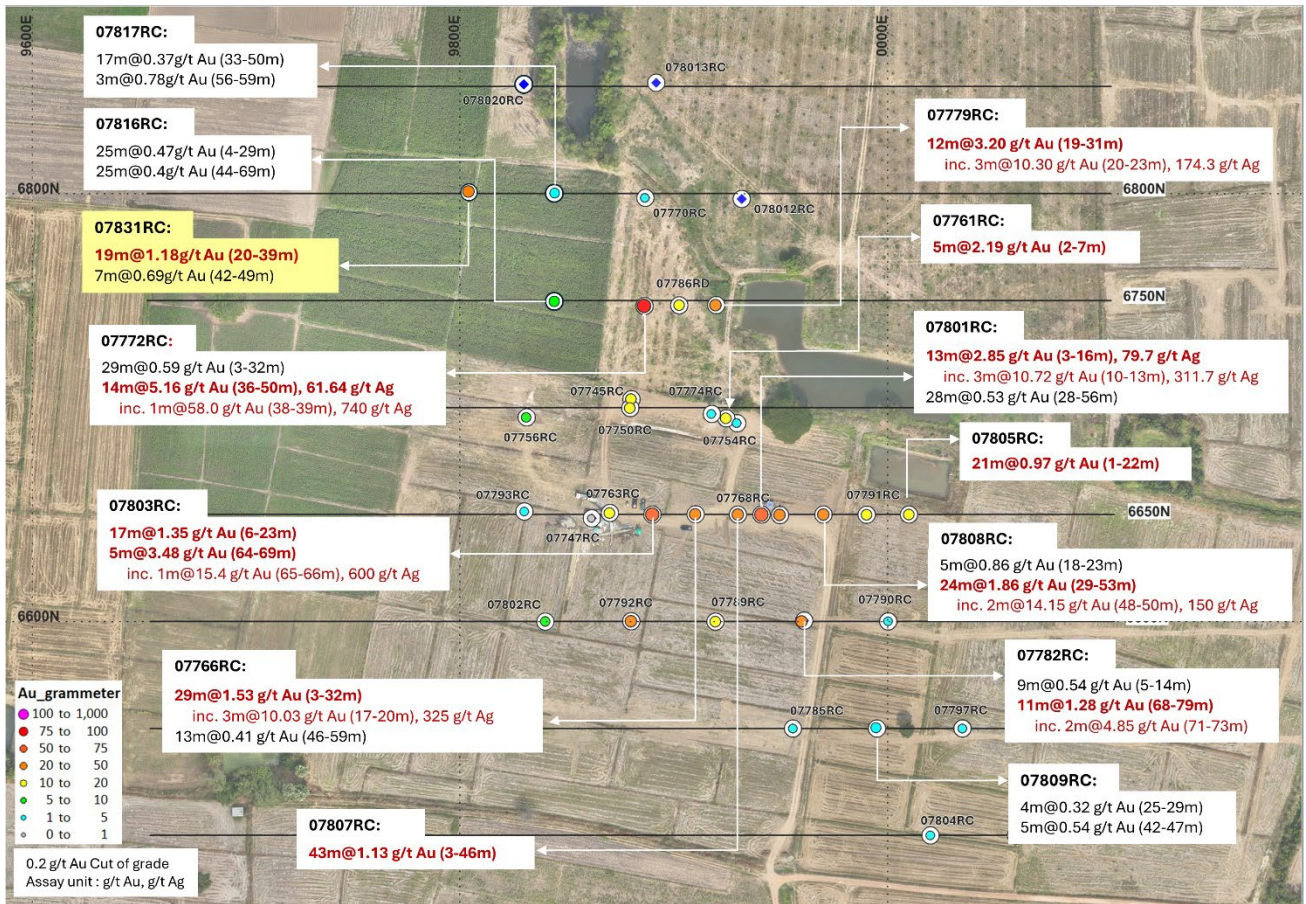 9600E
9800E
0000E
07817RC:
17m@0.37g/t Au (33-50m)
3m@0.78g/t Au (56-59m)
078020RC
078013RC
07816RC:
25m@0.47g/t Au (4-29m)
25m@0.4g/t Au (44-69m)
07779RC:
12m@3.20 g/t Au (19-31m)
inc. 3m@10.30 g/t Au (20-23m), 174.3 g/t Ag
6800N
6800N
07770RC
078012RC
07831RC:
19m@1.18g/t Au (20-39m)
7m@0.69g/t Au (42-49m)
07761RC:
5m@2.19 g/t Au (2-7m)
07786RD
6750N
07772RC:
29m@0.59 g/t Au (3-32m)
14m@5.16 g/t Au (36-50m), 61.64 g/t Ag
inc. 1m@58.0 g/t Au (38-39m), 740 g/t Ag
07801RC:
13m@2.85 g/t Au (3-16m), 79.7 g/t Ag
inc. 3m@10.72 g/t Au (10-13m), 311.7 g/t Ag
28m@0.53 g/t Au (28-56m)
07745RC
07774RC
07756RC
07750RC
07754RC
07805RC:
21m@0.97 g/t Au (1-22m)
07793RC
07763RC
07768RC
07791RC
07747RC
6650N
6650N
07803RC:
17m@1.35 g/t Au (6-23m)
5m@3.48 g/t Au (64-69m)
inc. 1m@15.4 g/t Au (65-66m), 600 g/t Ag
07808RC:
5m@0.86 g/t Au (18-23m)
24m@1.86 g/t Au (29-53m)
inc. 2m@14.15 g/t Au (48-50m), 150 g/t Ag
6600N
07802RC
07792RC
07789RC
07790RC
07766RC:
29m@1.53 g/t Au (3-32m)
inc. 3m@10.03 g/t Au (17-20m), 325 g/t Ag
13m@0.41 g/t Au (46-59m)
07782RC:
9m@0.54 g/t Au (5-14m)
11m@1.28 g/t Au (68-79m)
inc. 2m@4.85 g/t Au (71-73m)
07785RC
07797RC
07809RC:
4m@0.32 g/t Au (25-29m)
5m@0.54 g/t Au (42-47m)
07804RC
07807RC:
43m@1.13 g/t Au (3-46m)
Au_grammeter
100 to 1,000
75 to 100
50 to 75
20 to 50
10 to 20
5 to 10
1 to 5
0 to 1
0.2 g/t Au Cut of grade
Assay unit : g/t Au, g/t Ag